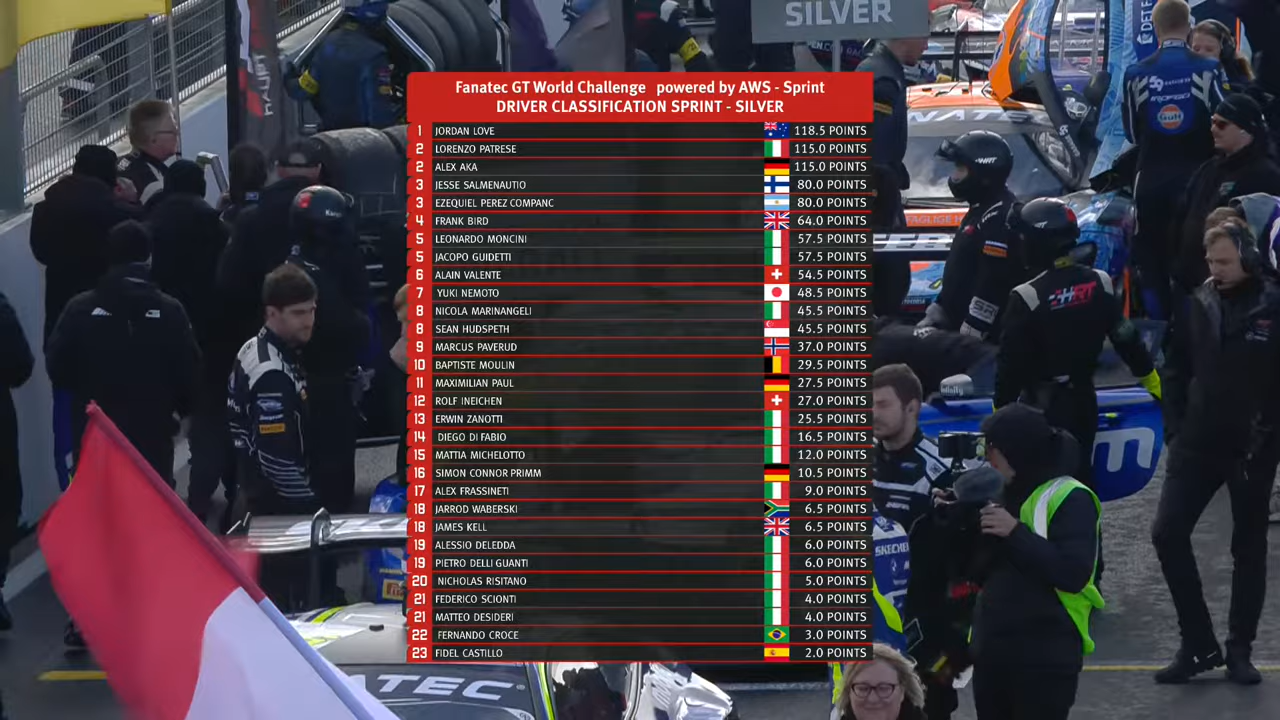 SILVER
Fanatec GT World Challenge powered by AWS - Sprint
DRIVER CLASSIFICATION SPRINT - SILVER
1 JORDAN LOVE 118.5 POINTS
2 LORENZO PATRESE 115.0 POINTS
2 ALEX AKA 115.0 POINTS
3 JESSE SALMENAUTIO 80.0 POINTS
3 EZEQUIEL PEREZ COMPANC 80.0 POINTS
4 FRANK BIRD 64.0 POINTS
5 LEONARDO MONCINI 57.5 POINTS
5 JACOPO GUIDETTI 57.5 POINTS
6 ALAIN VALENTE 54.5 POINTS
7 YUKI NEMOTO 48.5 POINTS
8 NICOLA MARINANGELI 45.5 POINTS
8 SEAN HUDSPETH 45.5 POINTS
9 MARCUS PAVERUD 37.0 POINTS
10 BAPTISTE MOULIN 29.5 POINTS
11 MAXIMILIAN PAUL 27.5 POINTS
12 ROLF INEICHEN 27.0 POINTS
13 ERWIN ZANOTTI 25.5 POINTS
14 DIEGO DI FABIO 16.5 POINTS
15 MATTIA MICHELOTTO 12.0 POINTS
16 SIMON CONNOR PRIMM 10.5 POINTS
17 ALEX FRASSINETI 9.0 POINTS
18 JARROD WABERSKI 6.5 POINTS
18 JAMES KELL 6.5 POINTS
19 ALESSIO DELEDDA 6.0 POINTS
19 PIETRO DELLI GUANTI 6.0 POINTS
20 NICHOLAS RISITANO 5.0 POINTS
21 FEDERICO SCIONTI 4.0 POINTS
21 MATTEO DESIDERI 4.0 POINTS
22 FERNANDO CROCE 3.0 POINTS
23 FIDEL CASTILLO 2.0 POINTS
Gulf
HRT
SKECHER
ATEC